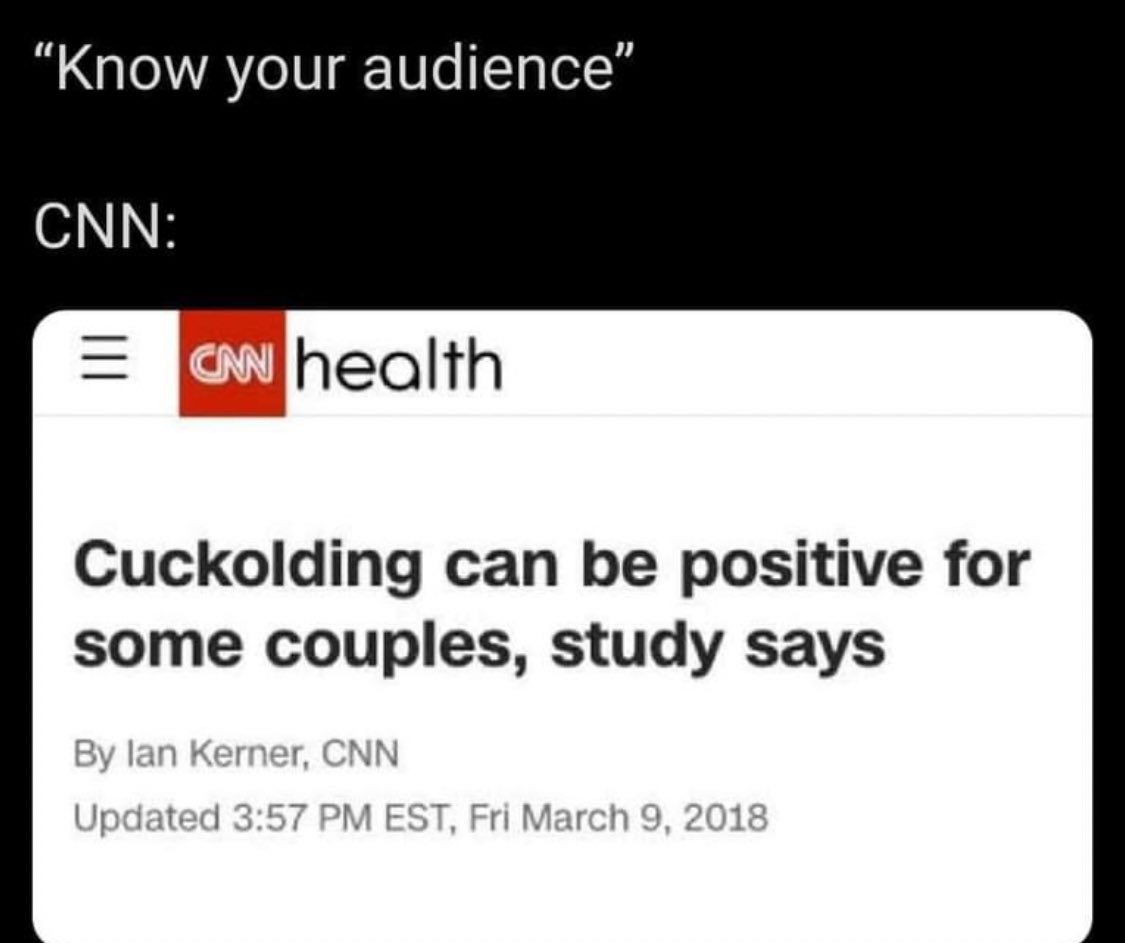 “Know your audience”
CNN:
CNN health
Cuckolding can be positive for
some couples, study says
By Ian Kerner, CNN
Updated 3:57 PM EST, Fri March 9, 2018